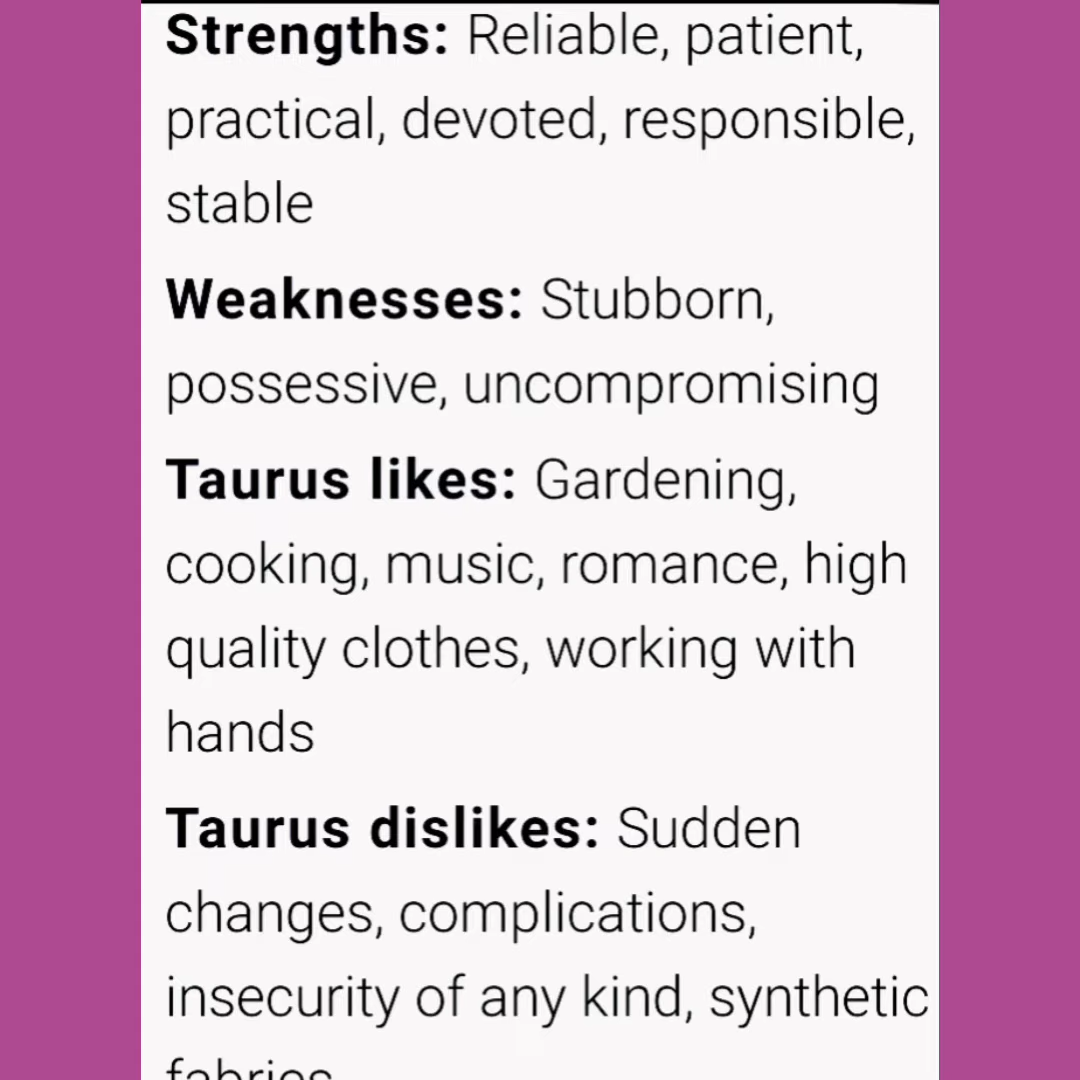 Strengths: Reliable, patient,
practical, devoted, responsible,
stable
Weaknesses: Stubborn,
possessive, uncompromising
Taurus likes: Gardening,
cooking, music, romance, high
quality clothes, working with
hands
Taurus dislikes: Sudden
changes, complications,
insecurity of any kind, synthetic
fabrics